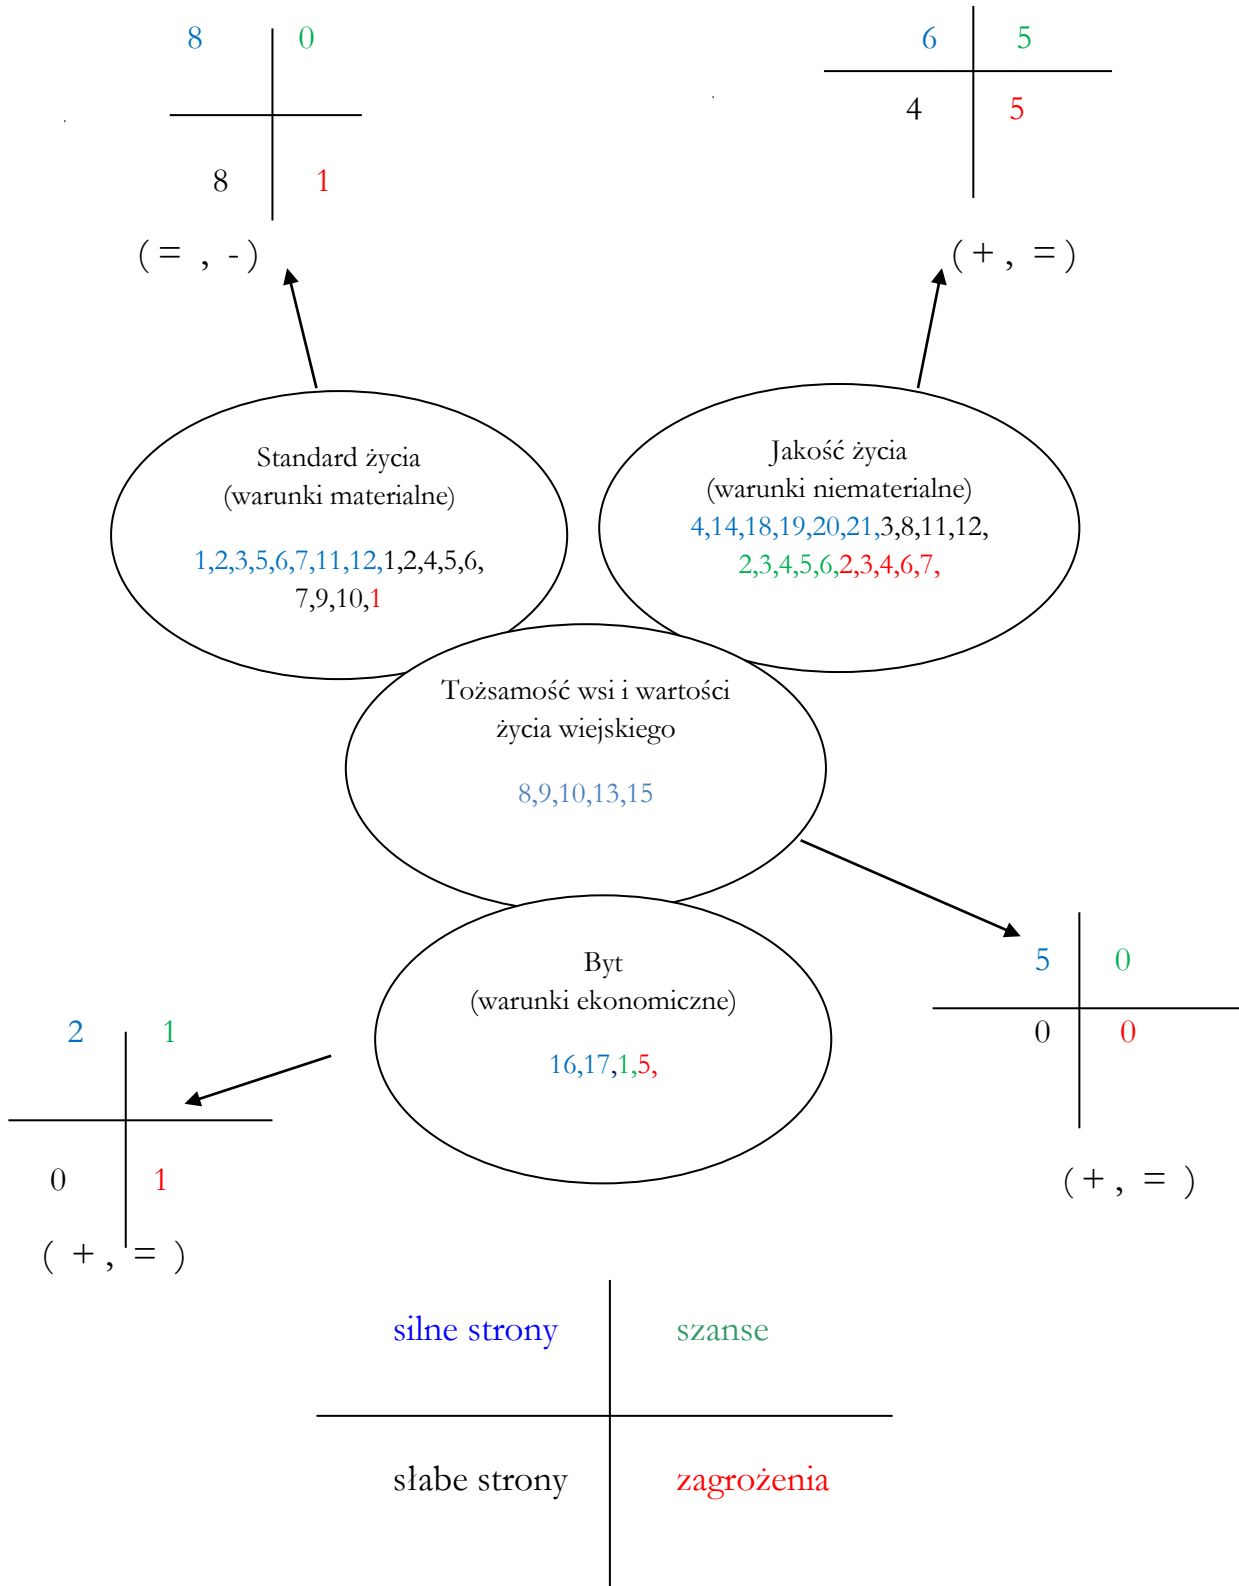 8 0
8 1
( = , - )
6 5
4 5
( + , = )
Standard życia
(warunki materialne)
1,2,3,5,6,7,11,12,1,2,4,5,6,
7,9,10,1
Jakość życia
(warunki niematerialne)
4,14,18,19,20,21,3,8,11,12,
2,3,4,5,6,2,3,4,6,7,
Tożsamość wsi i wartości
życia wiejskiego
8,9,10,13,15
Byt
(warunki ekonomiczne)
16,17,1,5,
5 0
0 0
( + , = )
2 1
0 1
( + , = )
silne strony szanse
słabe strony zagrożenia